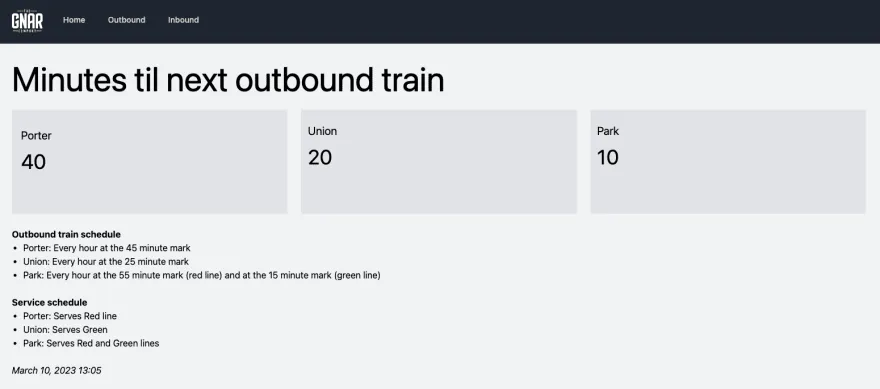 THE
GNAR
COMPANY
Home Outbound Inbound
Minutes til next outbound train
Porter
40
Union
20
Park
10
Outbound train schedule
• Porter: Every hour at the 45 minute mark
• Union: Every hour at the 25 minute mark
• Park: Every hour at the 55 minute mark (red line) and at the 15 minute mark (green line)
Service schedule
• Porter: Serves Red line
• Union: Serves Green
• Park: Serves Red and Green lines
March 10, 2023 13:05